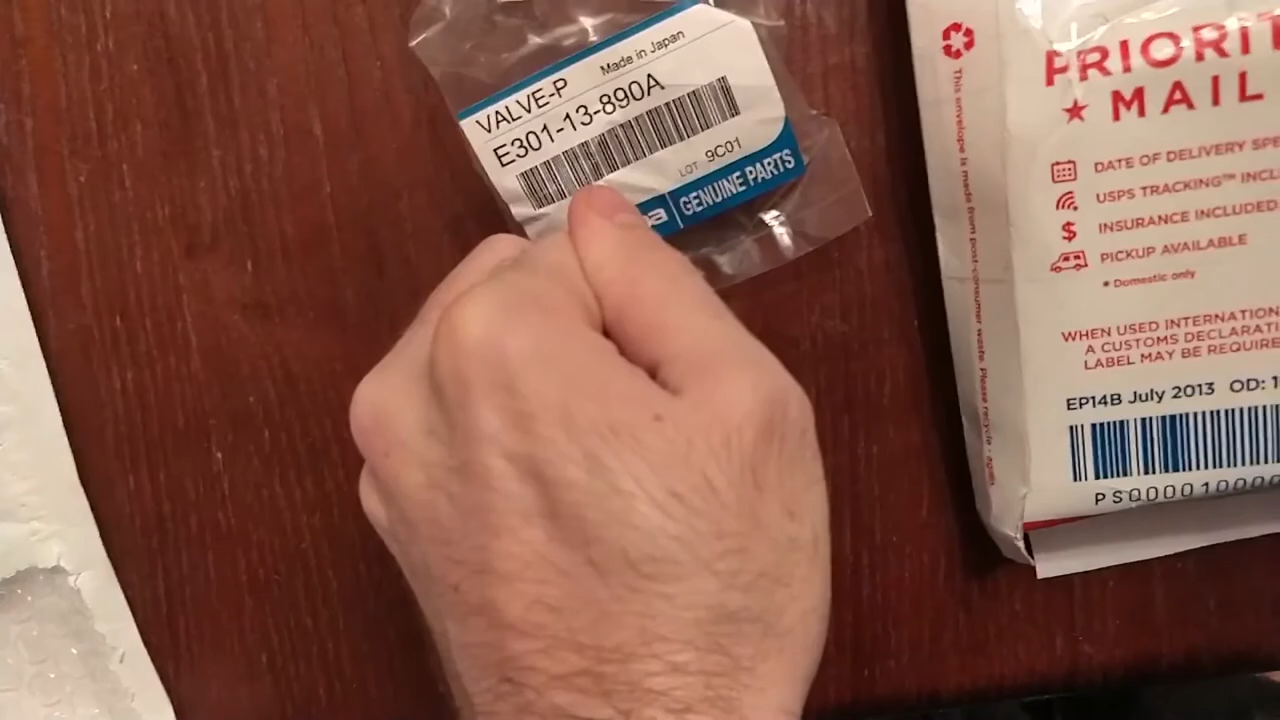 VALVE-P Made in Japan
E301-13-890A
LOT 9C01
GENUINE PARTS
PRIORIT
★ MAIL
DATE OF DELIVERY SPE
USPS TRACKING™ INCL
$ INSURANCE INCLUDED
PICKUP AVAILABLE
* Domestic only
WHEN USED INTERNATION
A CUSTOMS DECLARATI
LABEL MAY BE REQUIRE
EP14B July 2013 OD: 1
PS00001000
This envelope is made from post-consumer waste. Please recycle - again.